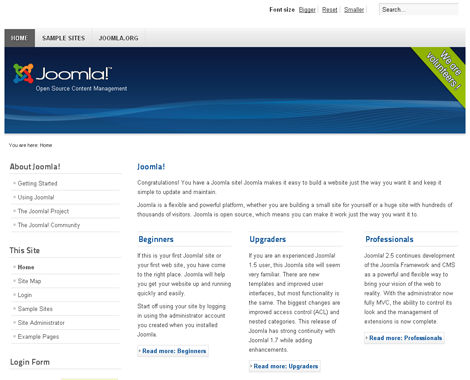 Font size Bigger Reset Smaller Search...
HOME SAMPLE SITES JOOMLA.ORG
Joomla!™
Open Source Content Management
We are
volunteers!
You are here: Home
About Joomla!
Getting Started
Using Joomla!
The Joomla! Project
The Joomla! Community
This Site
Home
Site Map
Login
Sample Sites
Site Administrator
Example Pages
Login Form
Joomla!
Congratulations! You have a Joomla site! Joomla makes it easy to build a website just the way you want it and keep
it simple to update and maintain.
Joomla is a flexible and powerful platform, whether you are building a small site for yourself or a huge site with hundreds of
thousands of visitors. Joomla is open source, which means you can make it work just the way you want it to.
Beginners
If this is your first Joomla! site or
your first web site, you have come
to the right place. Joomla will help
you get your website up and running
quickly and easily.
Start off using your site by logging
in using the administrator account
you created when you installed
Joomla.
Read more: Beginners
Upgraders
If you are an experienced Joomla!
1.5 user, this Joomla site will seem
very familiar. There are new
templates and improved user
interfaces, but most functionality is
the same. The biggest changes are
improved access control (ACL) and
nested categories. This release of
Joomla has strong continuity with
Joomla! 1.7 while adding
enhancements.
Read more: Upgraders
Professionals
Joomla! 2.5 continues development
of the Joomla Framework and CMS
as a powerful and flexible way to
bring your vision of the web to
reality. With the administrator now
fully MVC, the ability to control its
look and the management of
extensions is now complete.
Read more: Professionals